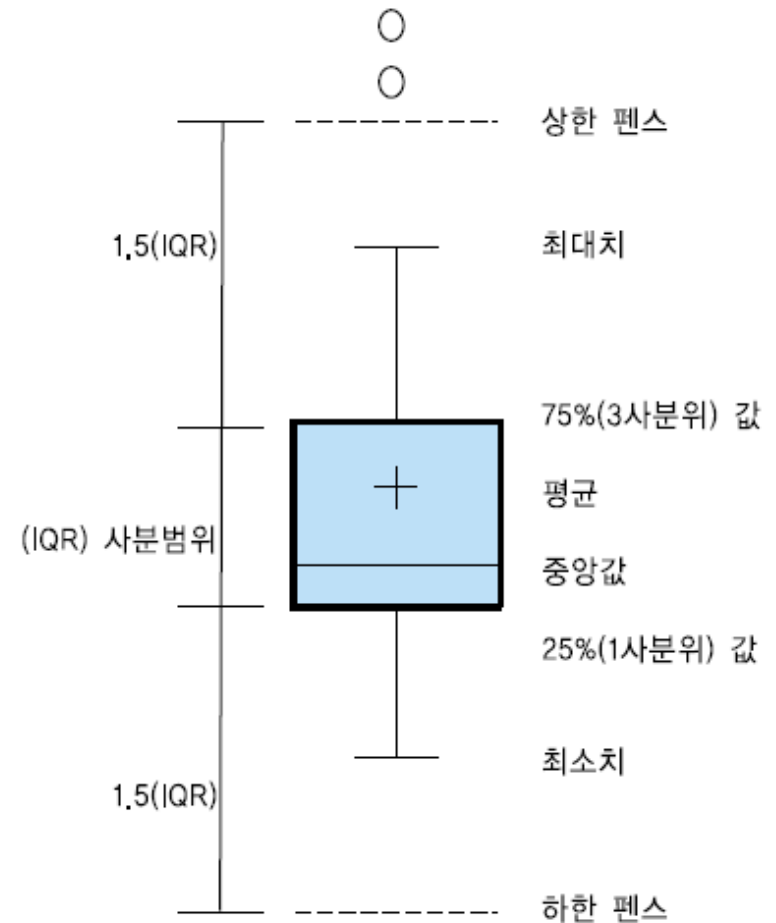 상한 펜스
1.5(IQR)
최대치
75%(3사분위) 값
평균
(IQR) 사분범위
중앙값
25%(1사분위) 값
최소치
1.5(IQR)
하한 펜스